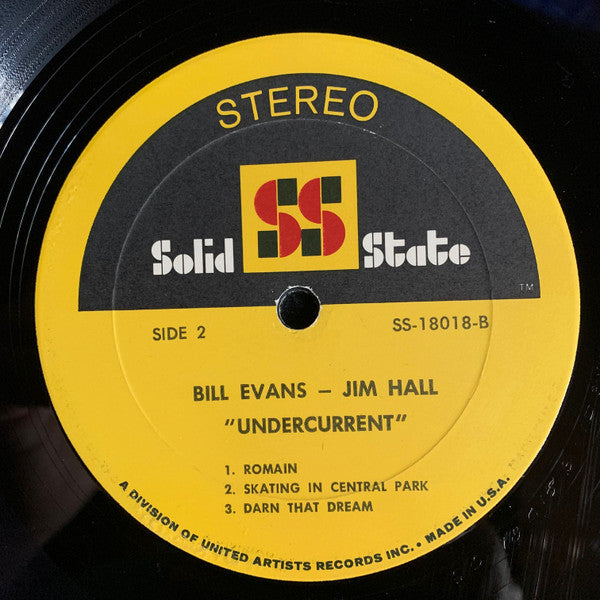 STEREO
Solid SS State
TM
SIDE 2 SS-18018-B
BILL EVANS – JIM HALL
"UNDERCURRENT"
1. ROMAIN
2. SKATING IN CENTRAL PARK
3. DARN THAT DREAM
A DIVISION OF UNITED ARTISTS RECORDS INC. • MADE IN U.S.A.